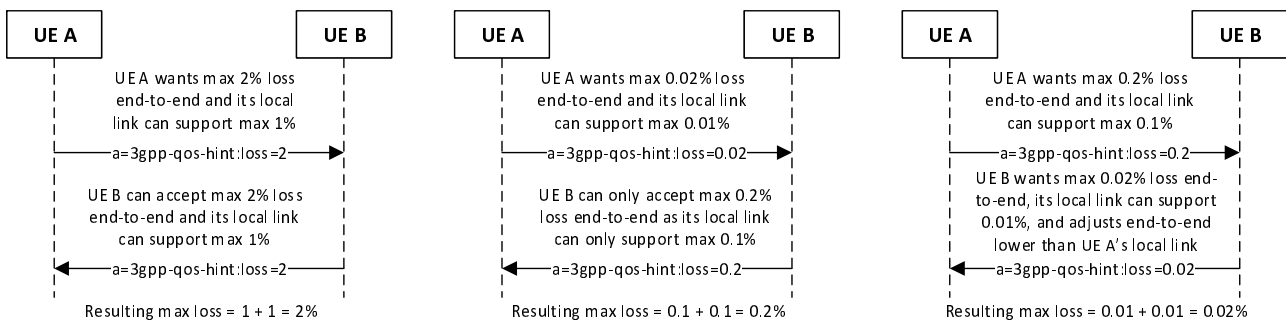 UE A
UE B
UE A wants max 2% loss
end-to-end and its local
link can support max 1%
a=3gpp-qos-hint:loss=2
UE B can accept max 2% loss
end-to-end and its local link
can support max 1%
a=3gpp-qos-hint:loss=2
Resulting max loss = 1 + 1 = 2%
UE A
UE B
UE A wants max 0.02% loss
end-to-end and its local link
can support max 0.01%
a=3gpp-qos-hint:loss=0.02
UE B can only accept max 0.2%
loss end-to-end as its local link
can only support max 0.1%
a=3gpp-qos-hint:loss=0.2
Resulting max loss = 0.1 + 0.1 = 0.2%
UE A
UE B
UE A wants max 0.2% loss
end-to-end and its local link
can support max 0.1%
a=3gpp-qos-hint:loss=0.2
UE B wants max 0.02% loss end-
to-end, its local link can support
0.01%, and adjusts end-to-end
lower than UE A's local link
a=3gpp-qos-hint:loss=0.02
Resulting max loss = 0.01 + 0.01 = 0.02%